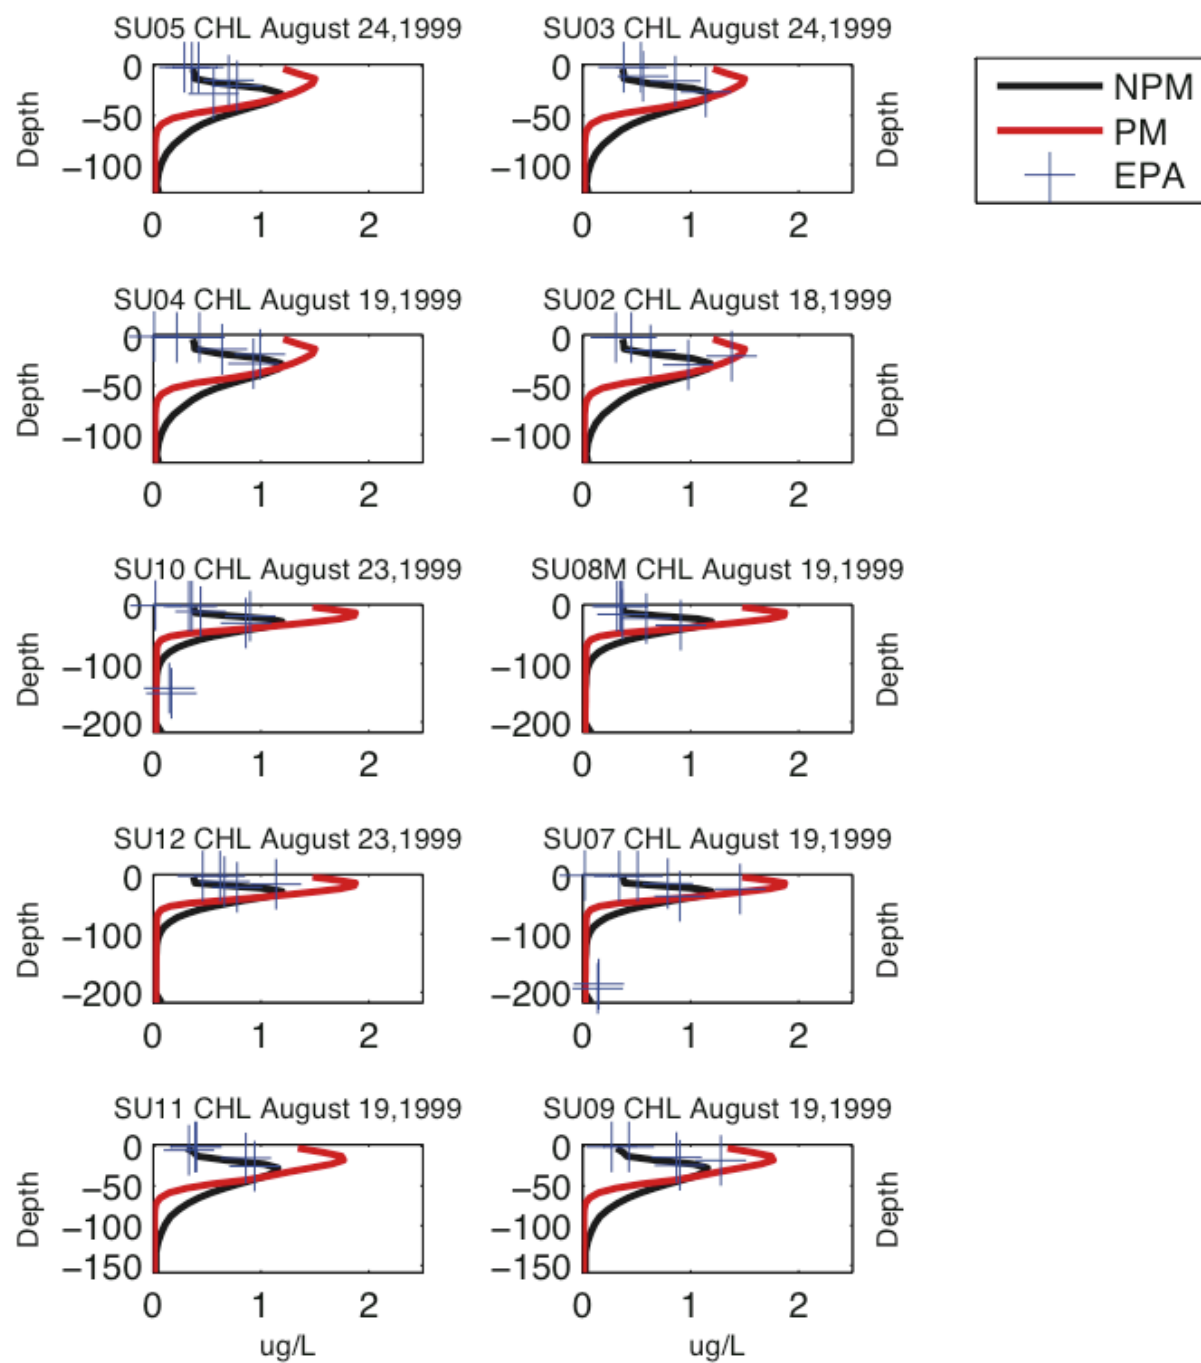 SU05 CHL August 24,1999
SU03 CHL August 24,1999
NPM
PM
EPA
0
−50
−100
Depth
0 1 2
0
−50
−100
Depth
0 1 2
SU04 CHL August 19,1999
SU02 CHL August 18,1999
0
−50
−100
Depth
0 1 2
0
−50
−100
Depth
0 1 2
SU10 CHL August 23,1999
SU08M CHL August 19,1999
0
−100
−200
Depth
0 1 2
0
−100
−200
Depth
0 1 2
SU12 CHL August 23,1999
SU07 CHL August 19,1999
0
−100
−200
Depth
0 1 2
0
−100
−200
Depth
0 1 2
SU11 CHL August 19,1999
SU09 CHL August 19,1999
0
−50
−100
−150
Depth
0 1 2
ug/L
0
−50
−100
−150
Depth
0 1 2
ug/L